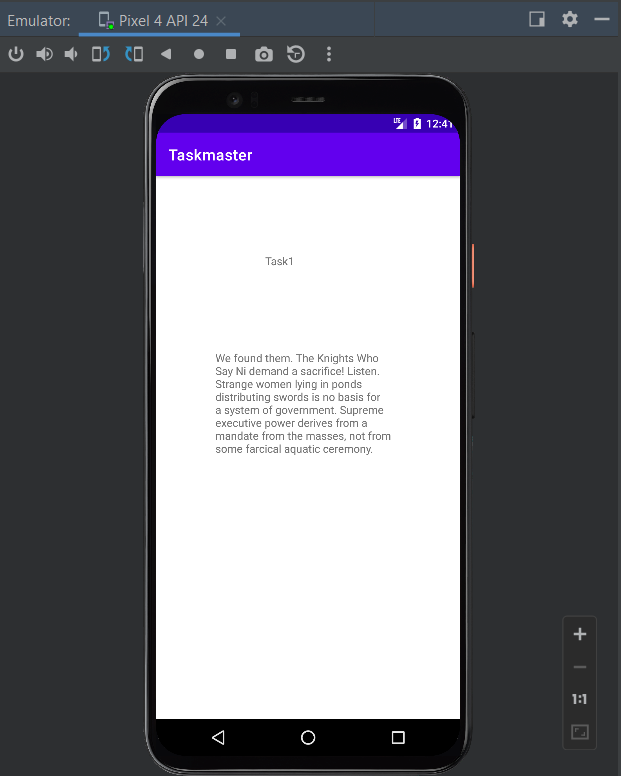 Emulator: Pixel 4 API 24
LTE 12:41
Taskmaster
Task1
We found them. The Knights Who
Say Ni demand a sacrifice! Listen.
Strange women lying in ponds
distributing swords is no basis for
a system of government. Supreme
executive power derives from a
mandate from the masses, not from
some farcical aquatic ceremony.
1:1